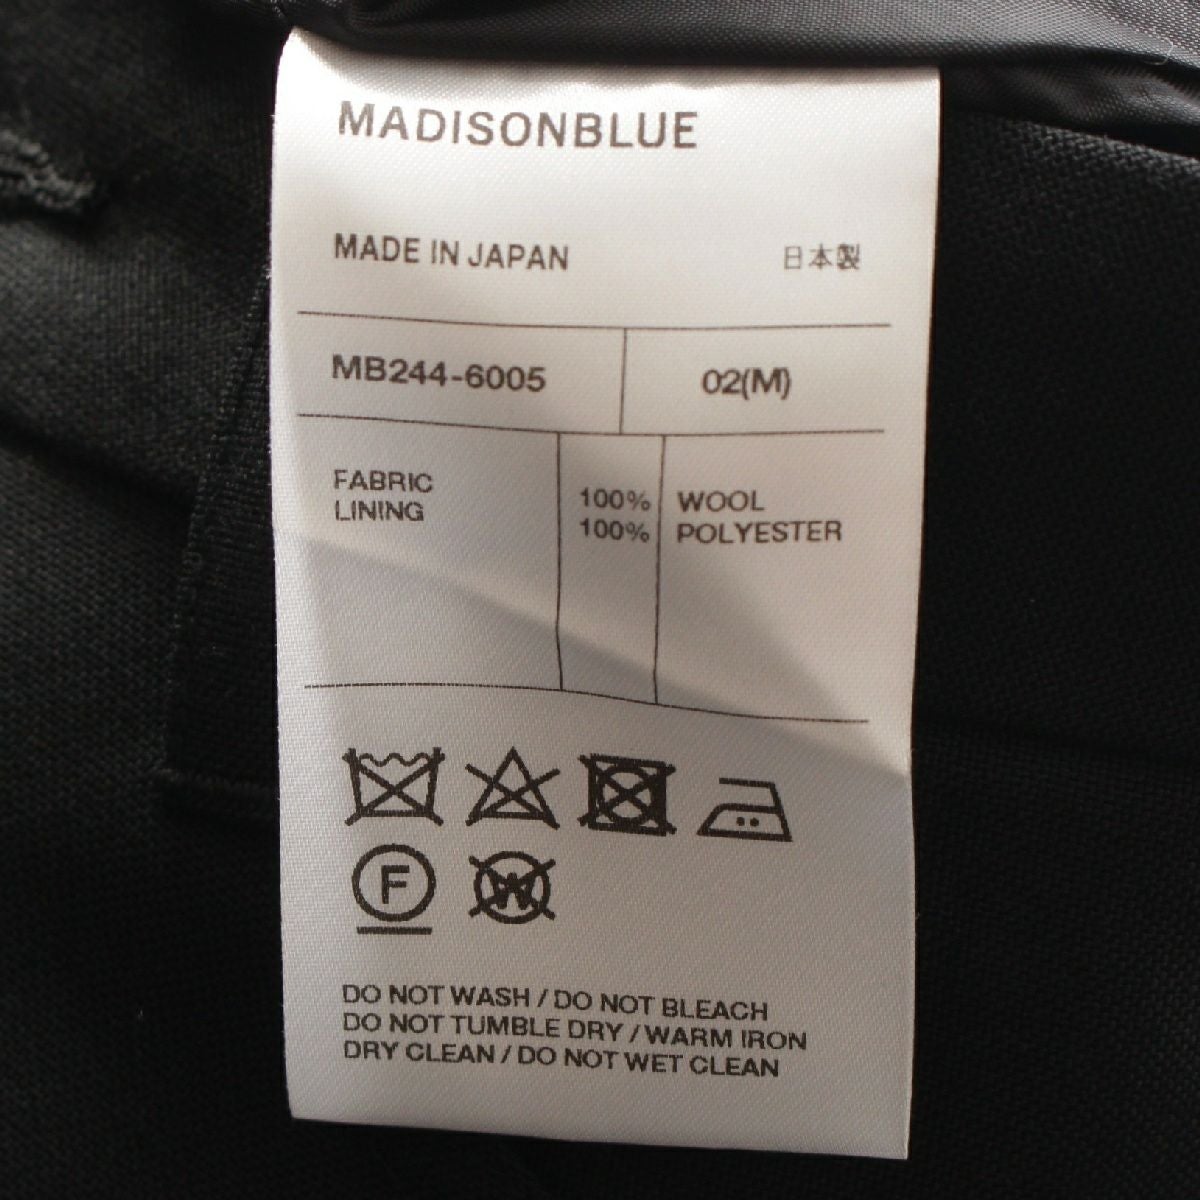 MADISONBLUE
MADE IN JAPAN 日本製
MB244-6005 02(M)
FABRIC 100% WOOL
LINING 100% POLYESTER
F W
DO NOT WASH / DO NOT BLEACH
DO NOT TUMBLE DRY / WARM IRON
DRY CLEAN / DO NOT WET CLEAN